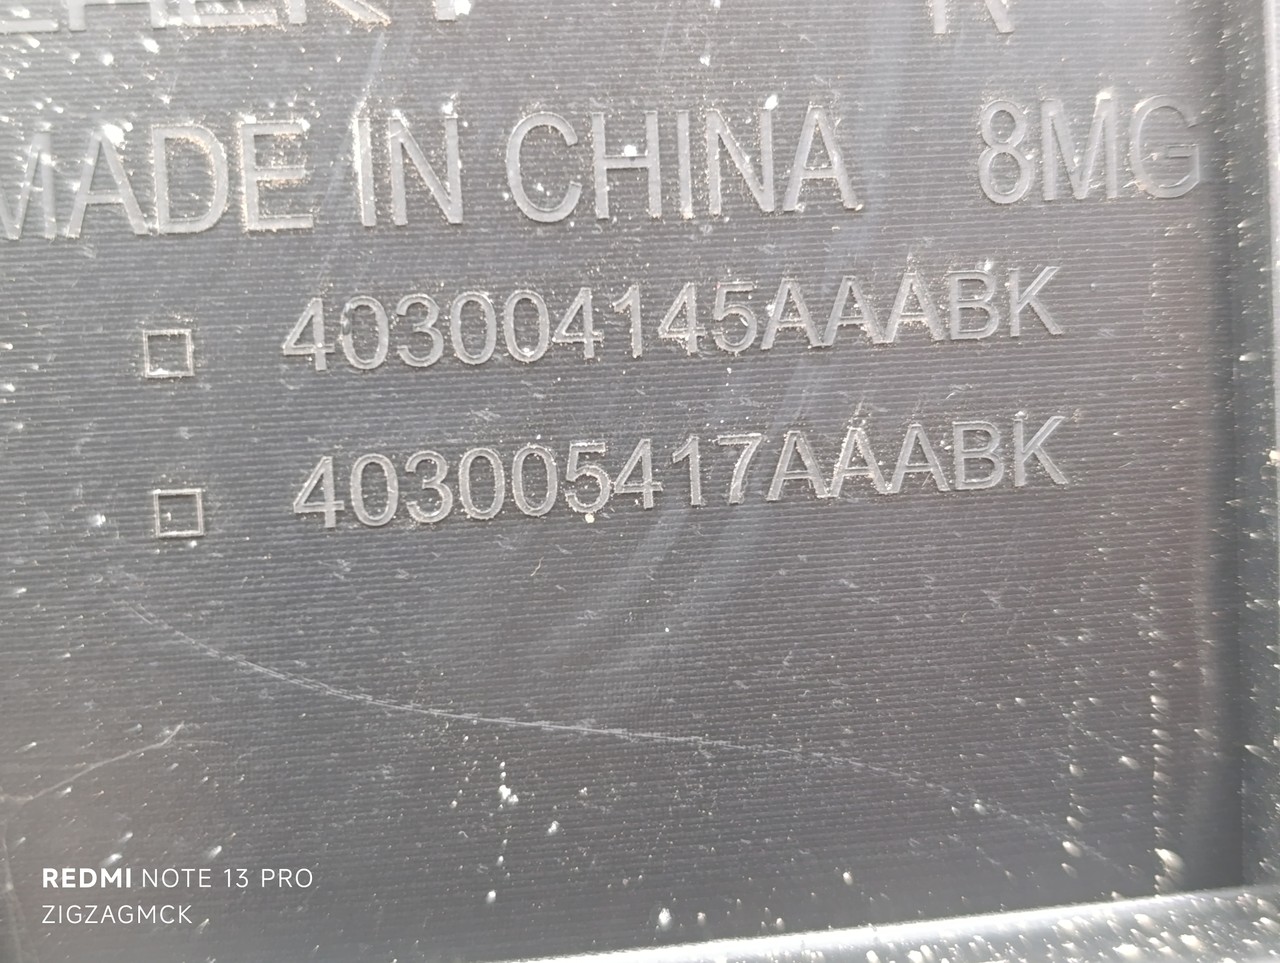 MADE IN CHINA 8MG
403004145AAABK
403005417AAABK
REDMI NOTE 13 PRO
ZIGZAGMCK